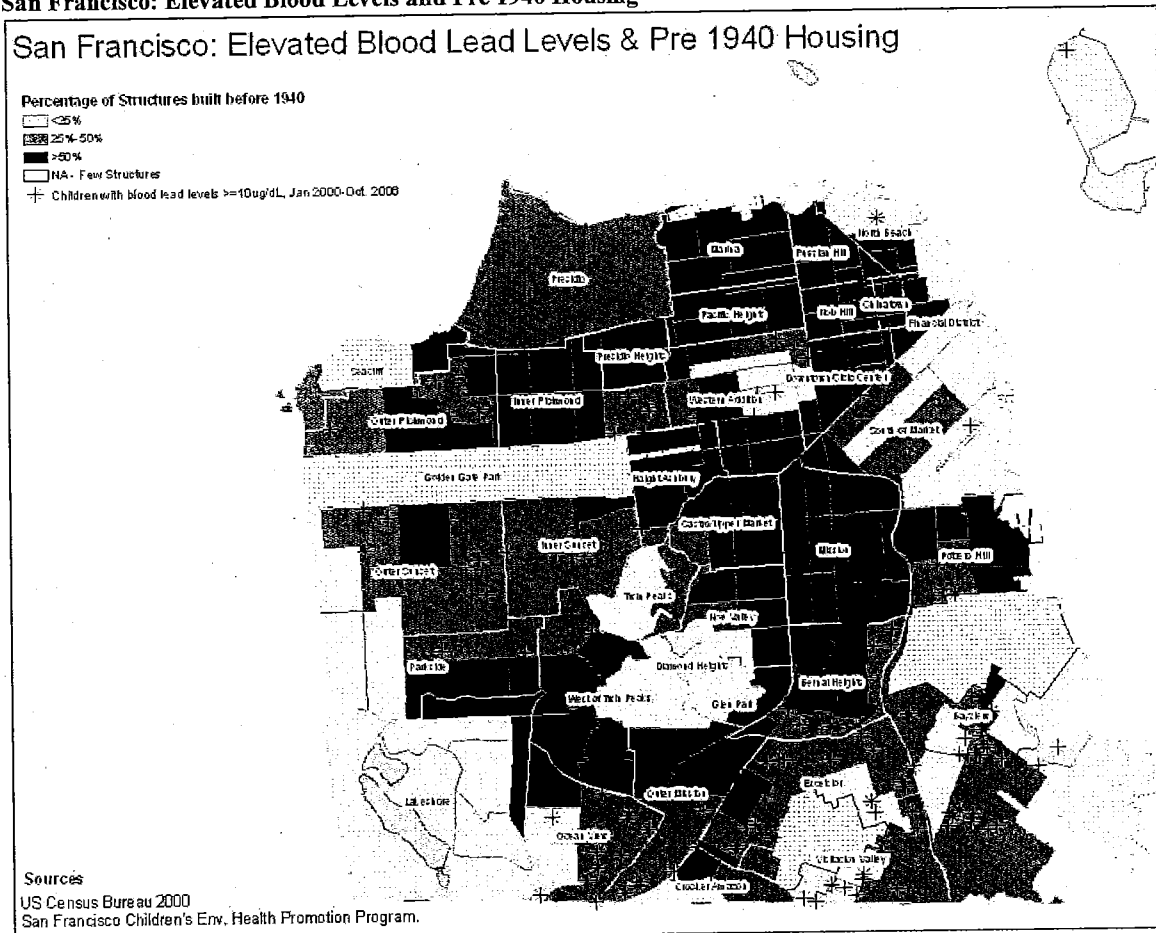 San Francisco: Elevated Blood Levels and Pre 1940 Housing
San Francisco: Elevated Blood Lead Levels & Pre 1940 Housing
Percentage of Structures built before 1940
<25%
25%-50%
>50%
NA - Few Structures
Children with blood lead levels >=10ug/dL, Jan 2000-Oct. 2006
North Beach
Marina
Russian Hill
Presidio
Chinatown
Pacific Heights
Nob Hill
Financial District
Presidio Heights
Seacliff
Downtown/Civic Center
Inner Richmond
Western Addition
Outer Richmond
South of Market
Golden Gate Park
Haight Ashbury
Castro/Upper Market
Inner Sunset
Mission
Potrero Hill
Outer Sunset
Twin Peaks
Noe Valley
Parkside
Diamond Heights
Bernal Heights
West of Twin Peaks
Glen Park
Bayview
Excelsior
Outer Mission
Lakeshore
Ocean View
Visitacion Valley
Crocker Amazon
Sources
US Census Bureau 2000
San Francisco Children's Env. Health Promotion Program.